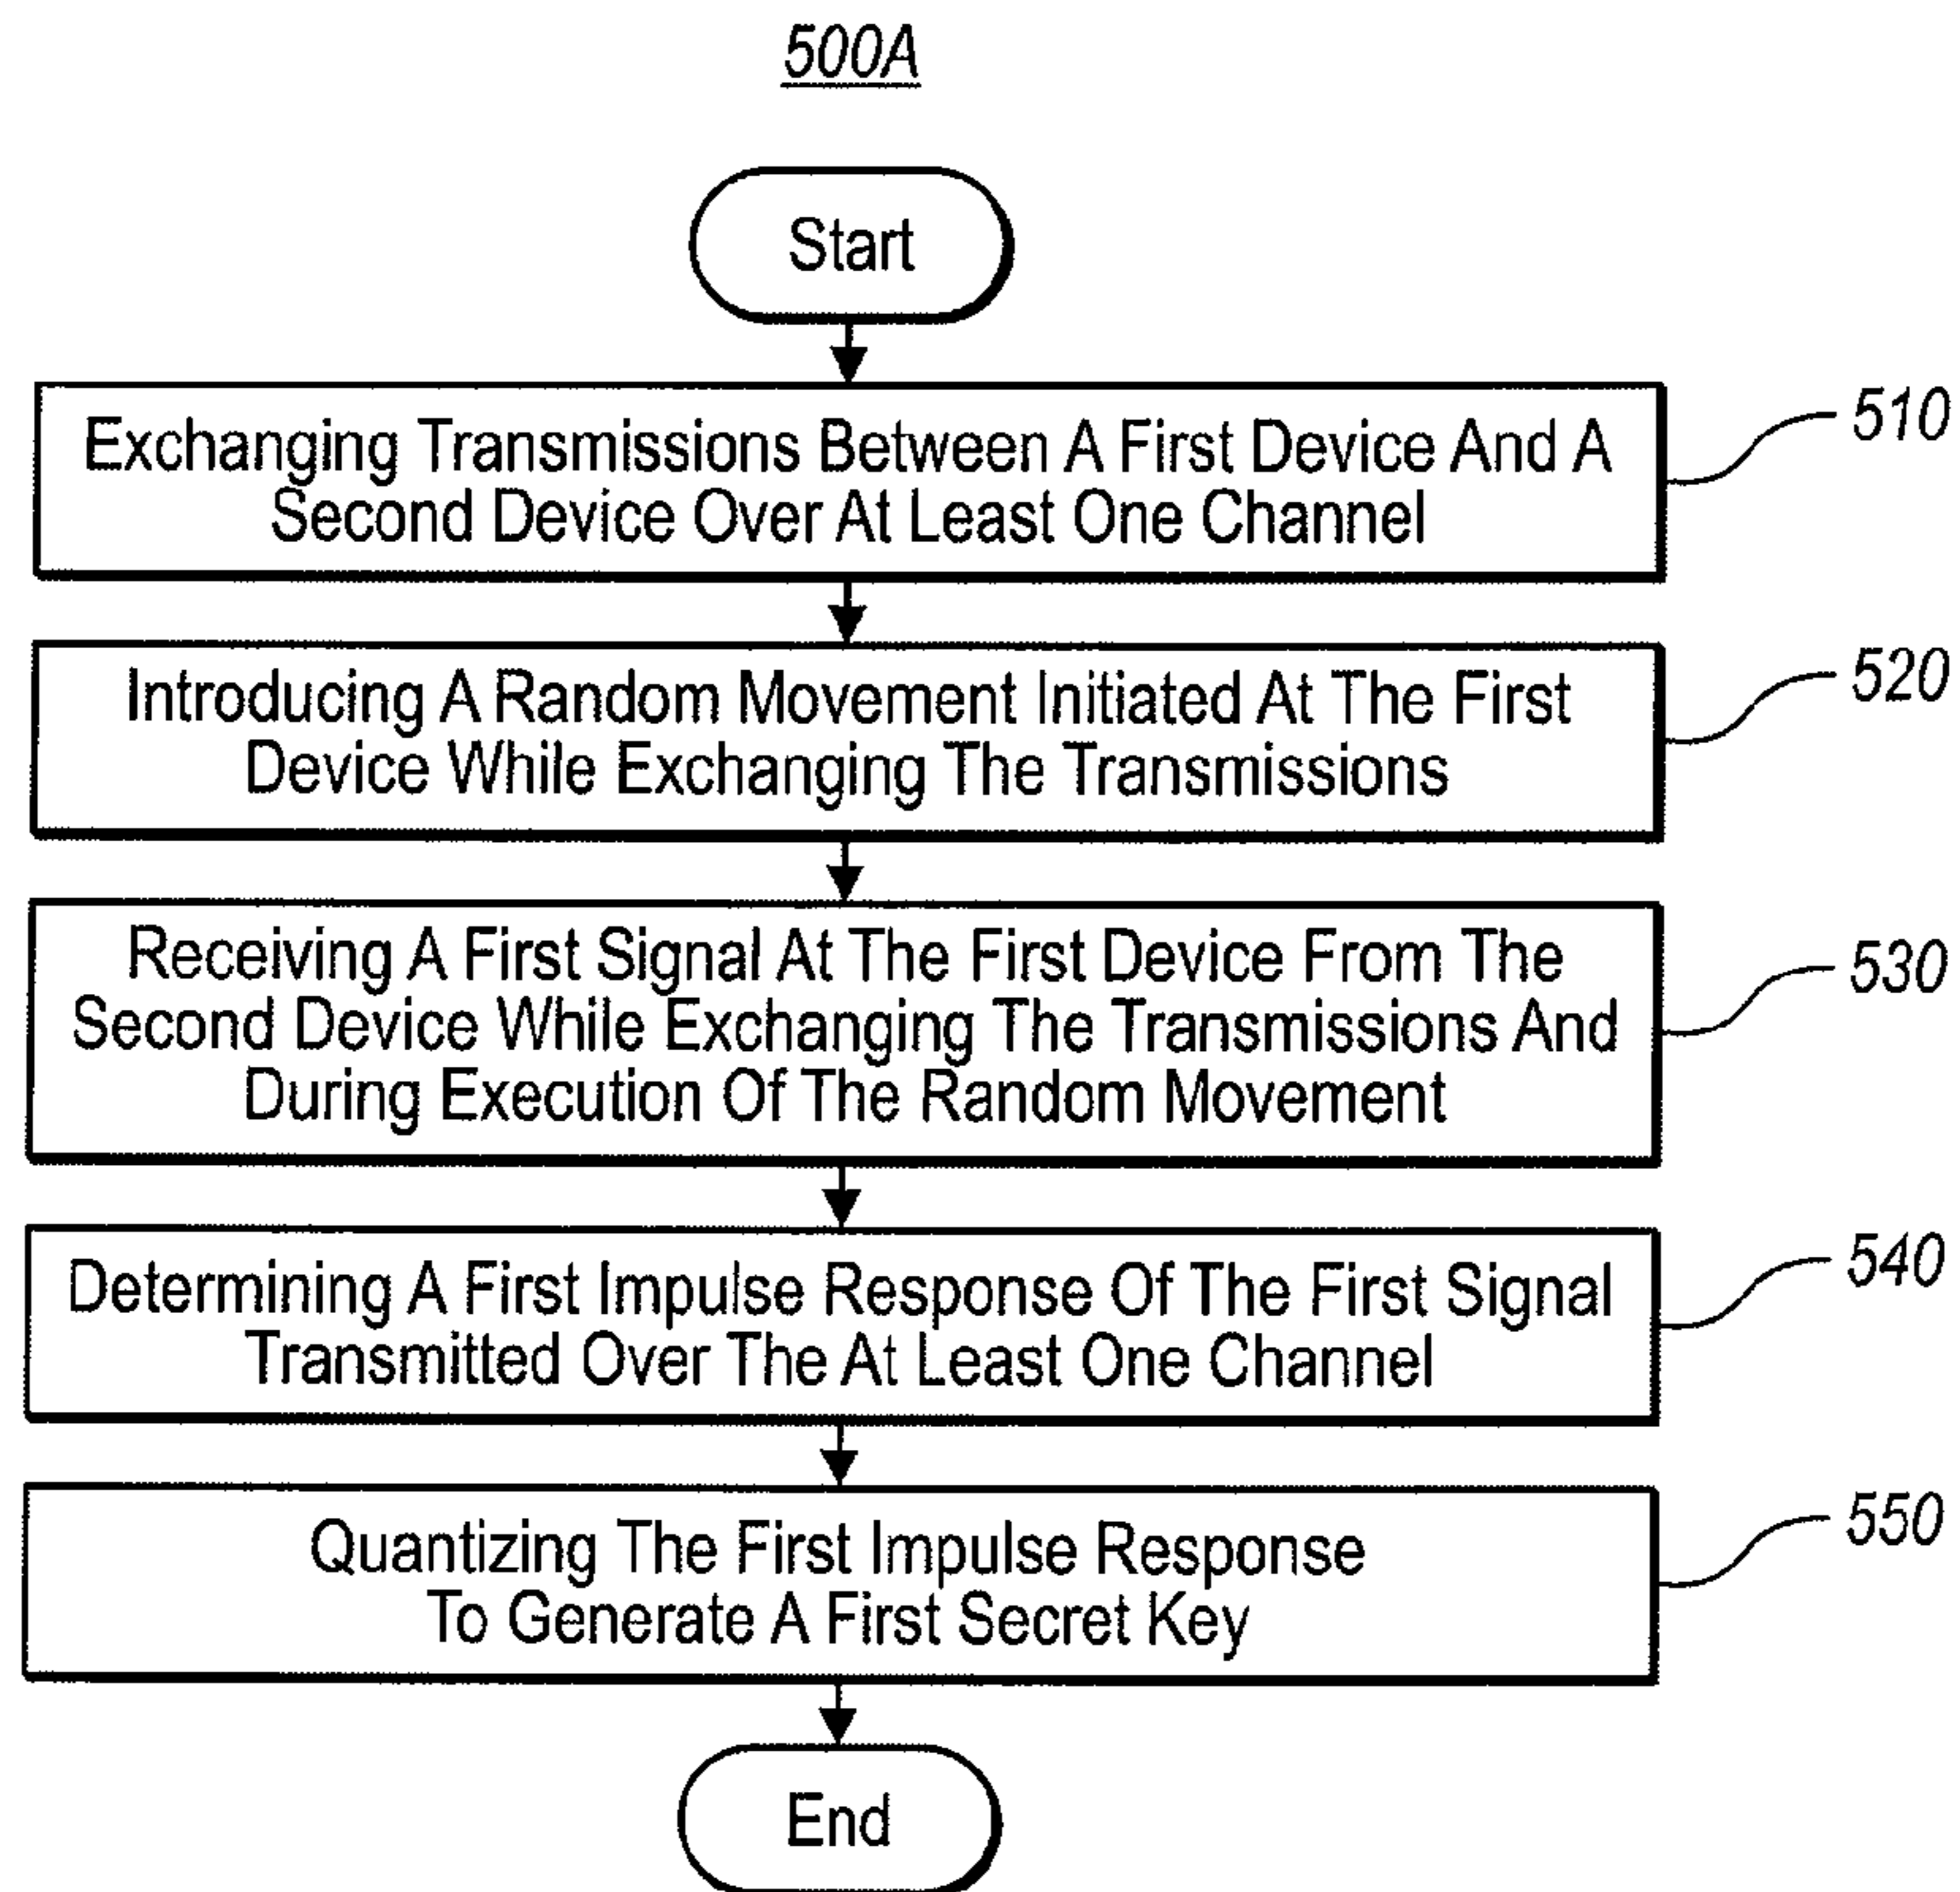 500A
Start
Exchanging Transmissions Between A First Device And A
Second Device Over At Least One Channel
510
Introducing A Random Movement Initiated At The First
Device While Exchanging The Transmissions
520
Receiving A First Signal At The First Device From The
Second Device While Exchanging The Transmissions And
During Execution Of The Random Movement
530
Determining A First Impulse Response Of The First Signal
Transmitted Over The At Least One Channel
540
Quantizing The First Impulse Response
To Generate A First Secret Key
550
End